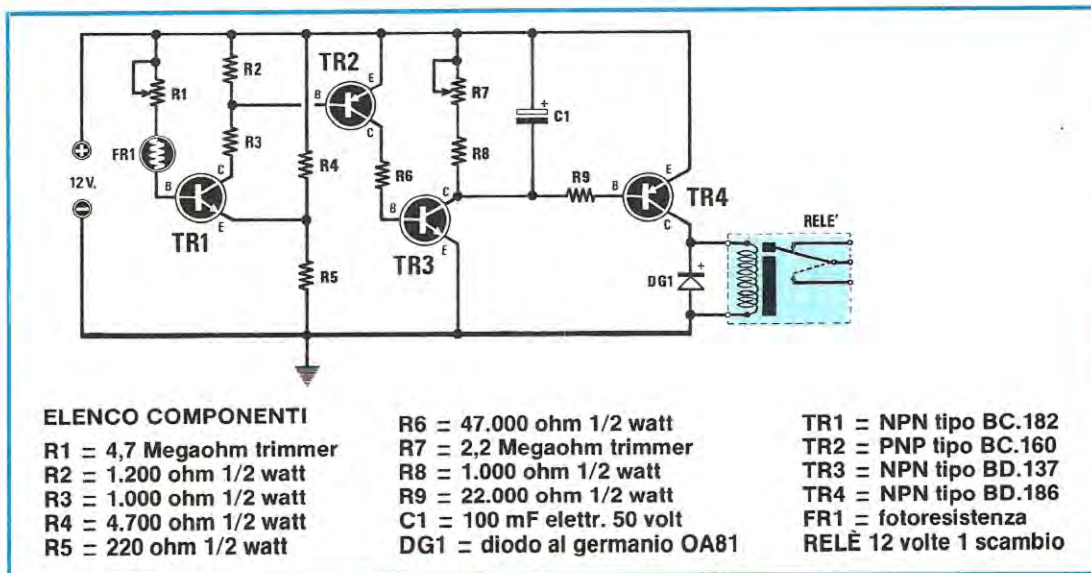 TR2
R1
R2
R7
C1
R3
FR1
R4
R6
R9
R8
12V.
TR1
TR3
TR4
RELE'
R5
DG1
B
C
E
B
E
C
B
C
E
B
E
C
+
+
ELENCO COMPONENTI
R1 = 4,7 Megaohm trimmer
R2 = 1.200 ohm 1/2 watt
R3 = 1.000 ohm 1/2 watt
R4 = 4.700 ohm 1/2 watt
R5 = 220 ohm 1/2 watt
R6 = 47.000 ohm 1/2 watt
R7 = 2,2 Megaohm trimmer
R8 = 1.000 ohm 1/2 watt
R9 = 22.000 ohm 1/2 watt
C1 = 100 mF elettr. 50 volt
DG1 = diodo al germanio OA81
TR1 = NPN tipo BC.182
TR2 = PNP tipo BC.160
TR3 = NPN tipo BD.137
TR4 = NPN tipo BD.186
FR1 = fotoresistenza
RELÈ 12 volte 1 scambio